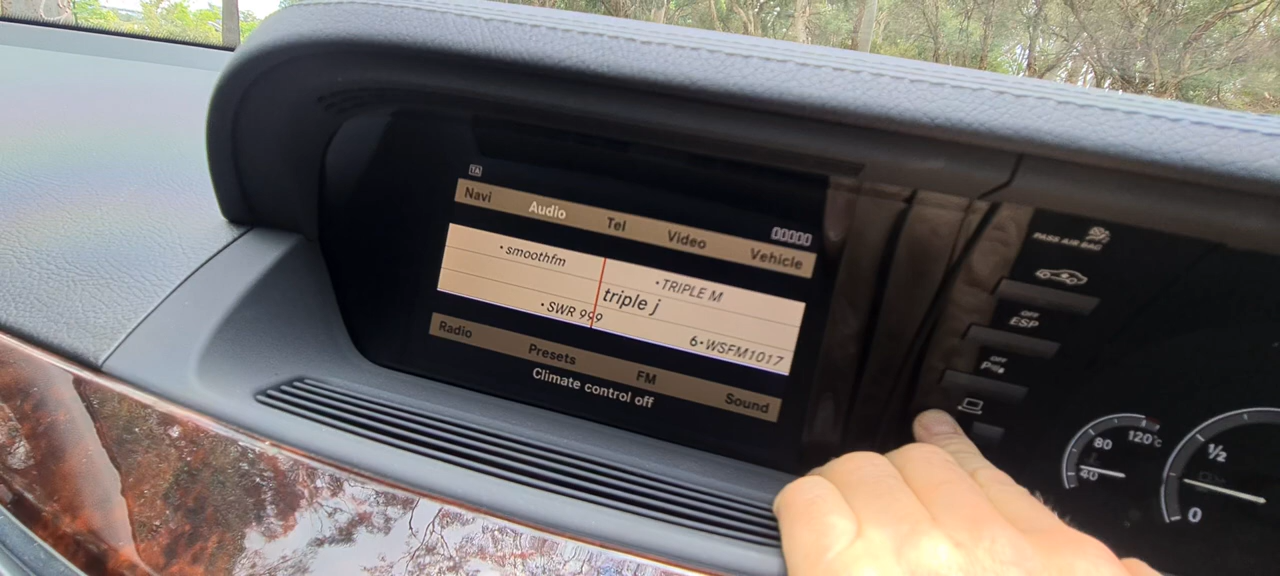 TA
Navi Audio Tel Video Vehicle
00000
• smoothfm
• TRIPLE M
triple j
• SWR 999
6• WSFM1017
Radio Presets FM Sound
Climate control off
PASS AIR BAG
OFF
ESP
OFF
P
40
80
120°C
0
½